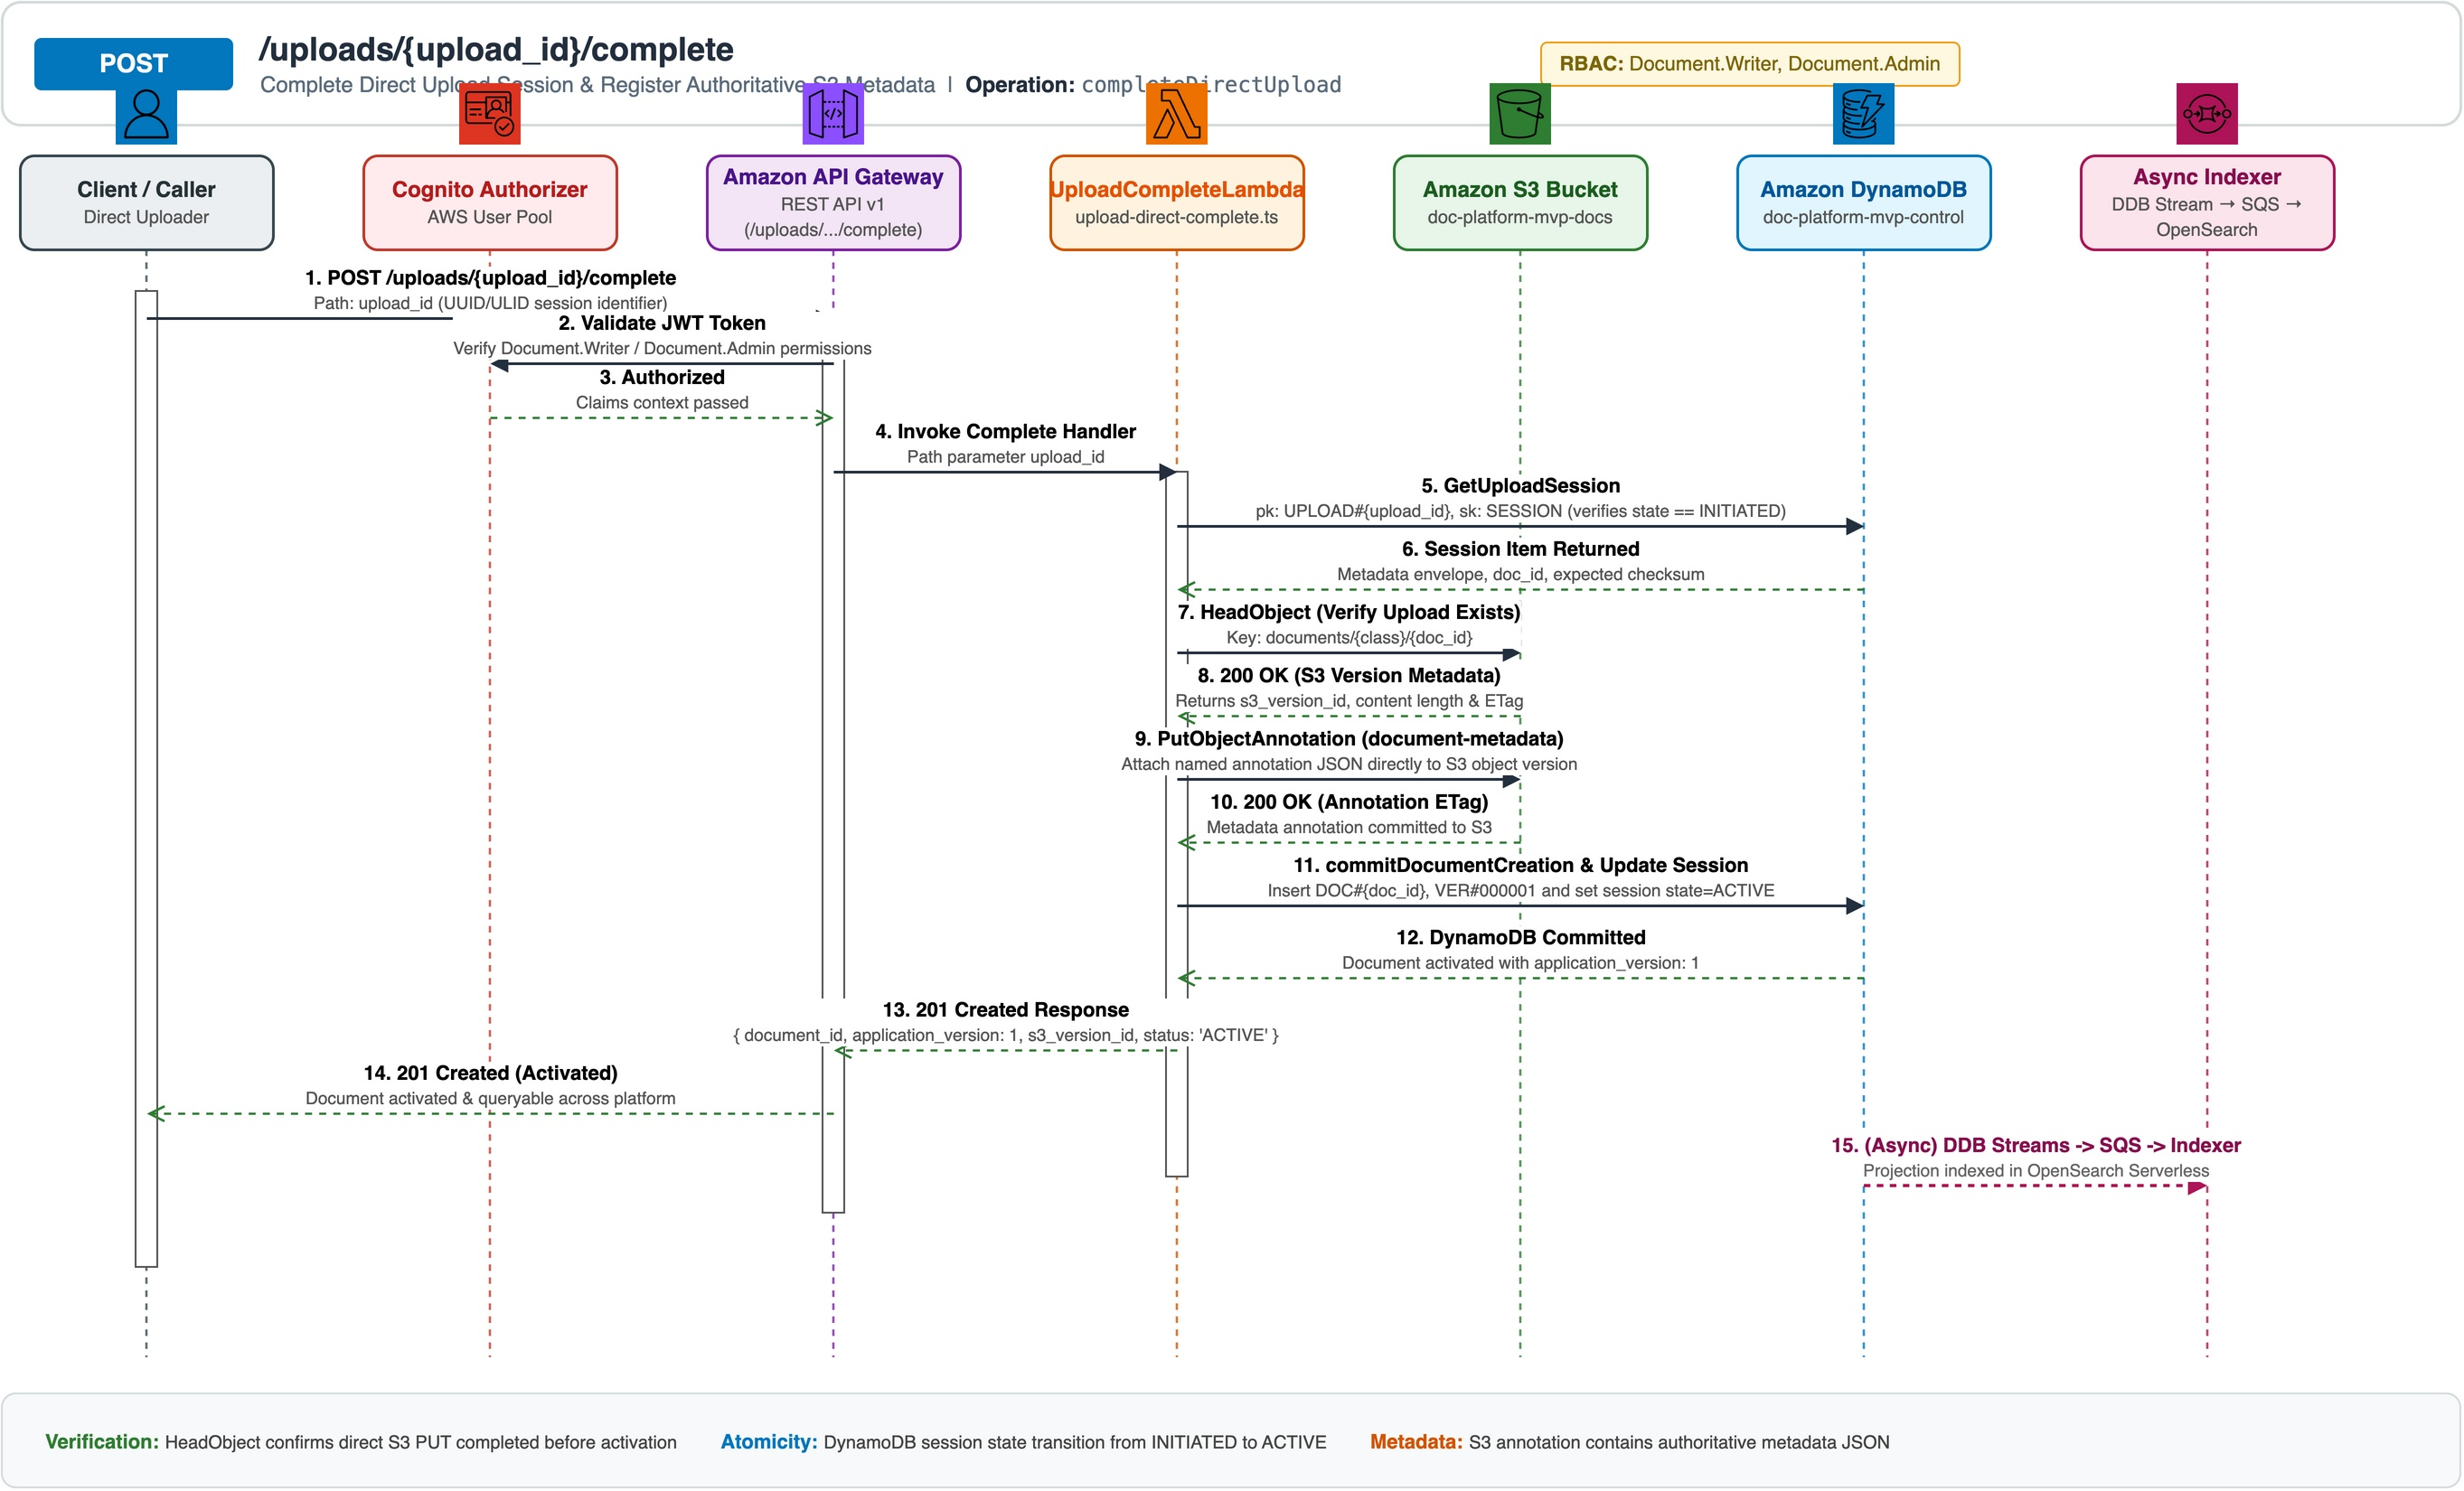 POST
/uploads/{upload_id}/complete
Complete Direct Upload Session & Register Authoritative S3 Metadata | Operation: completeDirectUpload
RBAC: Document.Writer, Document.Admin
Client / Caller
Direct Uploader
Cognito Authorizer
AWS User Pool
Amazon API Gateway
REST API v1
(/uploads/.../complete)
UploadCompleteLambda
upload-direct-complete.ts
Amazon S3 Bucket
doc-platform-mvp-docs
Amazon DynamoDB
doc-platform-mvp-control
Async Indexer
DDB Stream → SQS →
OpenSearch
1. POST /uploads/{upload_id}/complete
Path: upload_id (UUID/ULID session identifier)
2. Validate JWT Token
Verify Document.Writer / Document.Admin permissions
3. Authorized
Claims context passed
4. Invoke Complete Handler
Path parameter upload_id
5. GetUploadSession
pk: UPLOAD#{upload_id}, sk: SESSION (verifies state == INITIATED)
6. Session Item Returned
Metadata envelope, doc_id, expected checksum
7. HeadObject (Verify Upload Exists)
Key: documents/{class}/{doc_id}
8. 200 OK (S3 Version Metadata)
Returns s3_version_id, content length & ETag
9. PutObjectAnnotation (document-metadata)
Attach named annotation JSON directly to S3 object version
10. 200 OK (Annotation ETag)
Metadata annotation committed to S3
11. commitDocumentCreation & Update Session
Insert DOC#{doc_id}, VER#000001 and set session state=ACTIVE
12. DynamoDB Committed
Document activated with application_version: 1
13. 201 Created Response
{ document_id, application_version: 1, s3_version_id, status: 'ACTIVE' }
14. 201 Created (Activated)
Document activated & queryable across platform
15. (Async) DDB Streams -> SQS -> Indexer
Projection indexed in OpenSearch Serverless
Verification: HeadObject confirms direct S3 PUT completed before activation
Atomicity: DynamoDB session state transition from INITIATED to ACTIVE
Metadata: S3 annotation contains authoritative metadata JSON